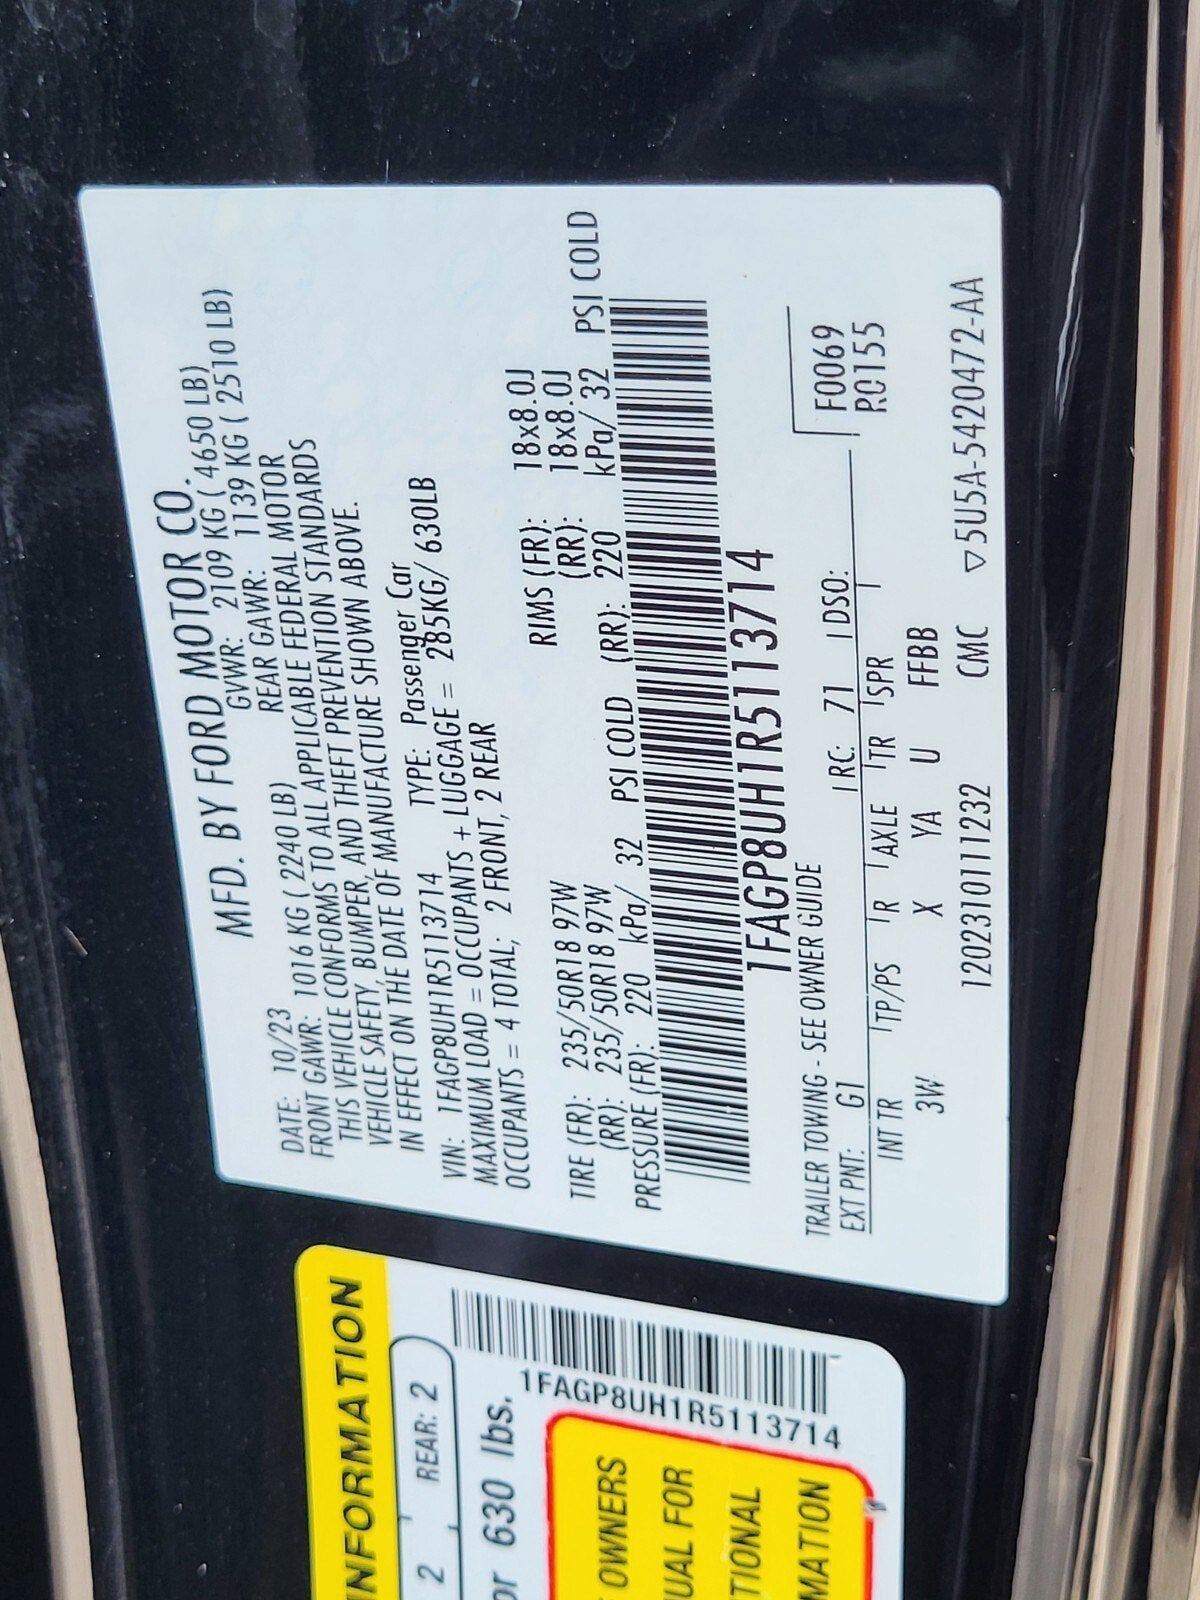 MFD. BY FORD MOTOR CO.
DATE: 10/23 GVWR: 2109 KG ( 4650 LB)
FRONT GAWR: 1016 KG ( 2240 LB) REAR GAWR: 1139 KG ( 2510 LB)
THIS VEHICLE CONFORMS TO ALL APPLICABLE FEDERAL MOTOR
VEHICLE SAFETY, BUMPER, AND THEFT PREVENTION STANDARDS
IN EFFECT ON THE DATE OF MANUFACTURE SHOWN ABOVE.
VIN: 1FAGP8UH1R5113714 TYPE: Passenger Car
MAXIMUM LOAD = OCCUPANTS + LUGGAGE = 285KG/ 630LB
OCCUPANTS = 4 TOTAL; 2 FRONT, 2 REAR
TIRE (FR): 235/50R18 97W RIMS (FR): 18x8.0J
(RR): 235/50R18 97W (RR): 18x8.0J
PRESSURE (FR): 220 kPa/ 32 PSI COLD (RR): 220 kPa/ 32 PSI COLD
1FAGP8UH1R5113714
TRAILER TOWING - SEE OWNER GUIDE
F0069
R0155
EXT PNT: G1 RC: 71 DSO:
INT TR TP/PS R AXLE TR SPR
3W X YA U FFBB
120231011232 CMC ▽5U5A-5420472-AA
INFORMATION
2 REAR: 2
or 630 lbs.
1FAGP8UH1R5113714
OWNERS
UAL FOR
TIONAL
MATION